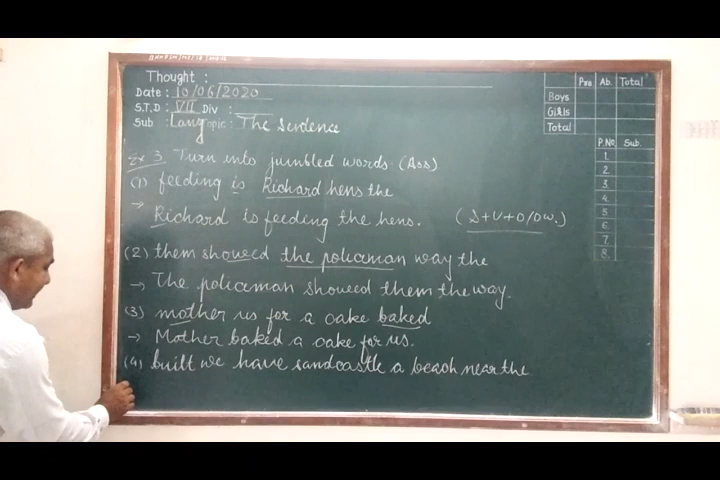 Thought :
Date : 10/06/2020
S.T.D : VII Div :
Sub : Lang Topic : The Sentence
Pre Ab. Total
Boys
Girls
Total
P.No. Sub.
1.
2.
3.
4.
5.
6.
7.
8.
Ex 3. Turn into jumbled words. (Ass)
(1) feeding is Richard hens the
→ Richard is feeding the hens. (S+V+O/OW.)
(2) them showed the policeman way the
→ The policeman showed them the way.
(3) mother us for a cake baked
→ Mother baked a cake for us.
(4) built we have sandcastle a beach near the